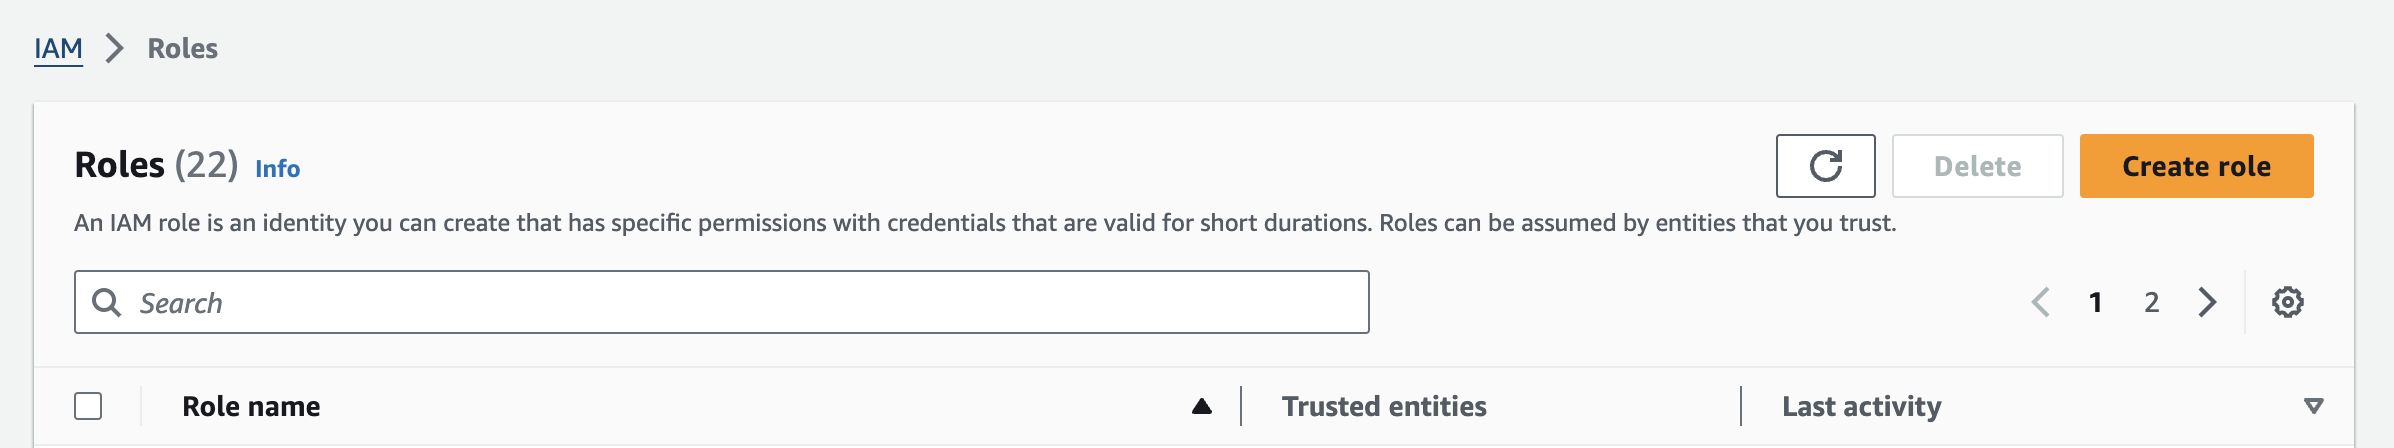 IAM > Roles
Roles (22) Info
Delete
Create role
An IAM role is an identity you can create that has specific permissions with credentials that are valid for short durations. Roles can be assumed by entities that you trust.
Search
1 2
Role name
Trusted entities
Last activity